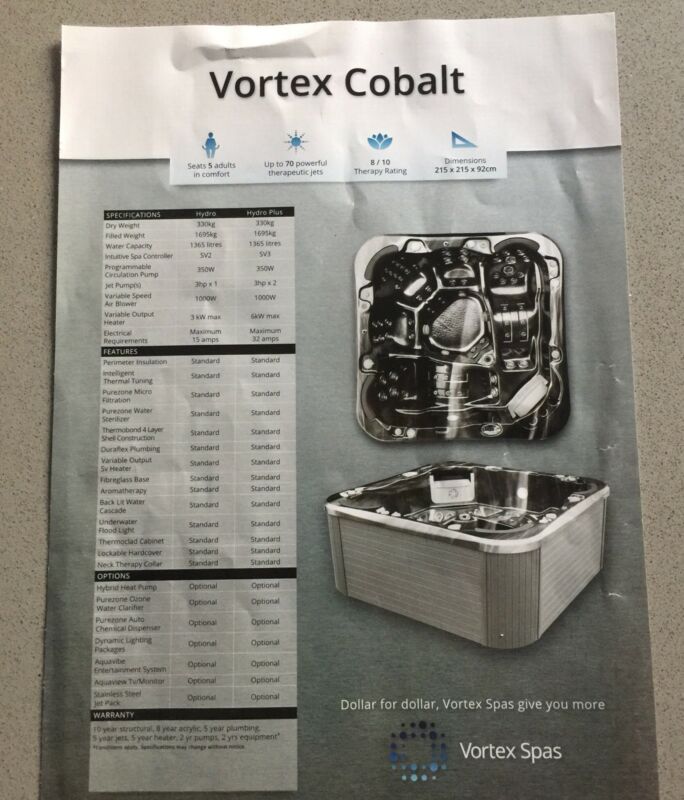 Vortex Cobalt
Seats 5 adults
in comfort
Up to 70 powerful
therapeutic jets
8 / 10
Therapy Rating
Dimensions
215 x 215 x 92cm
SPECIFICATIONS Hydro Hydro Plus
Dry Weight 330kg 330kg
Filled Weight 1695kg 1695kg
Water Capacity 1365 litres 1365 litres
Intuitive Spa Controller SV2 SV3
Programmable
Circulation Pump 350W 350W
Jet Pump(s) 3hp x 1 3hp x 2
Variable Speed
Air Blower 1000W 1000W
Variable Output
Heater 3 kW max 6kW max
Electrical Maximum Maximum
Requirements 15 amps 32 amps
FEATURES
Perimeter Insulation Standard Standard
Intelligent
Thermal Tuning Standard Standard
Purezone Micro
Filtration Standard Standard
Purezone Water
Sterilizer Standard Standard
Thermobond 4 Layer
Shell Construction Standard Standard
Duraflex Plumbing Standard Standard
Variable Output
Sv Heater Standard Standard
Fibreglass Base Standard Standard
Aromatherapy Standard Standard
Back Lit Water
Cascade Standard Standard
Underwater
Flood Light Standard Standard
Thermoclad Cabinet Standard Standard
Lockable Hardcover Standard Standard
Neck Therapy Collar Standard Standard
OPTIONS
Hybrid Heat Pump Optional Optional
Purezone Ozone
Water Clarifier Optional Optional
Purezone Auto
Chemical Dispenser Optional Optional
Dynamic Lighting
Packages Optional Optional
Aquavibe
Entertainment System Optional Optional
Aquaview Tv/Monitor Optional Optional
Stainless Steel
Jet Pack Optional Optional
WARRANTY
10 year structural, 8 year acrylic, 5 year plumbing,
5 year jets, 5 year heater, 2 yr pumps, 2 yrs equipment*
*Conditions apply. Specifications may change without notice.
Dollar for dollar, Vortex Spas give you more
Vortex Spas